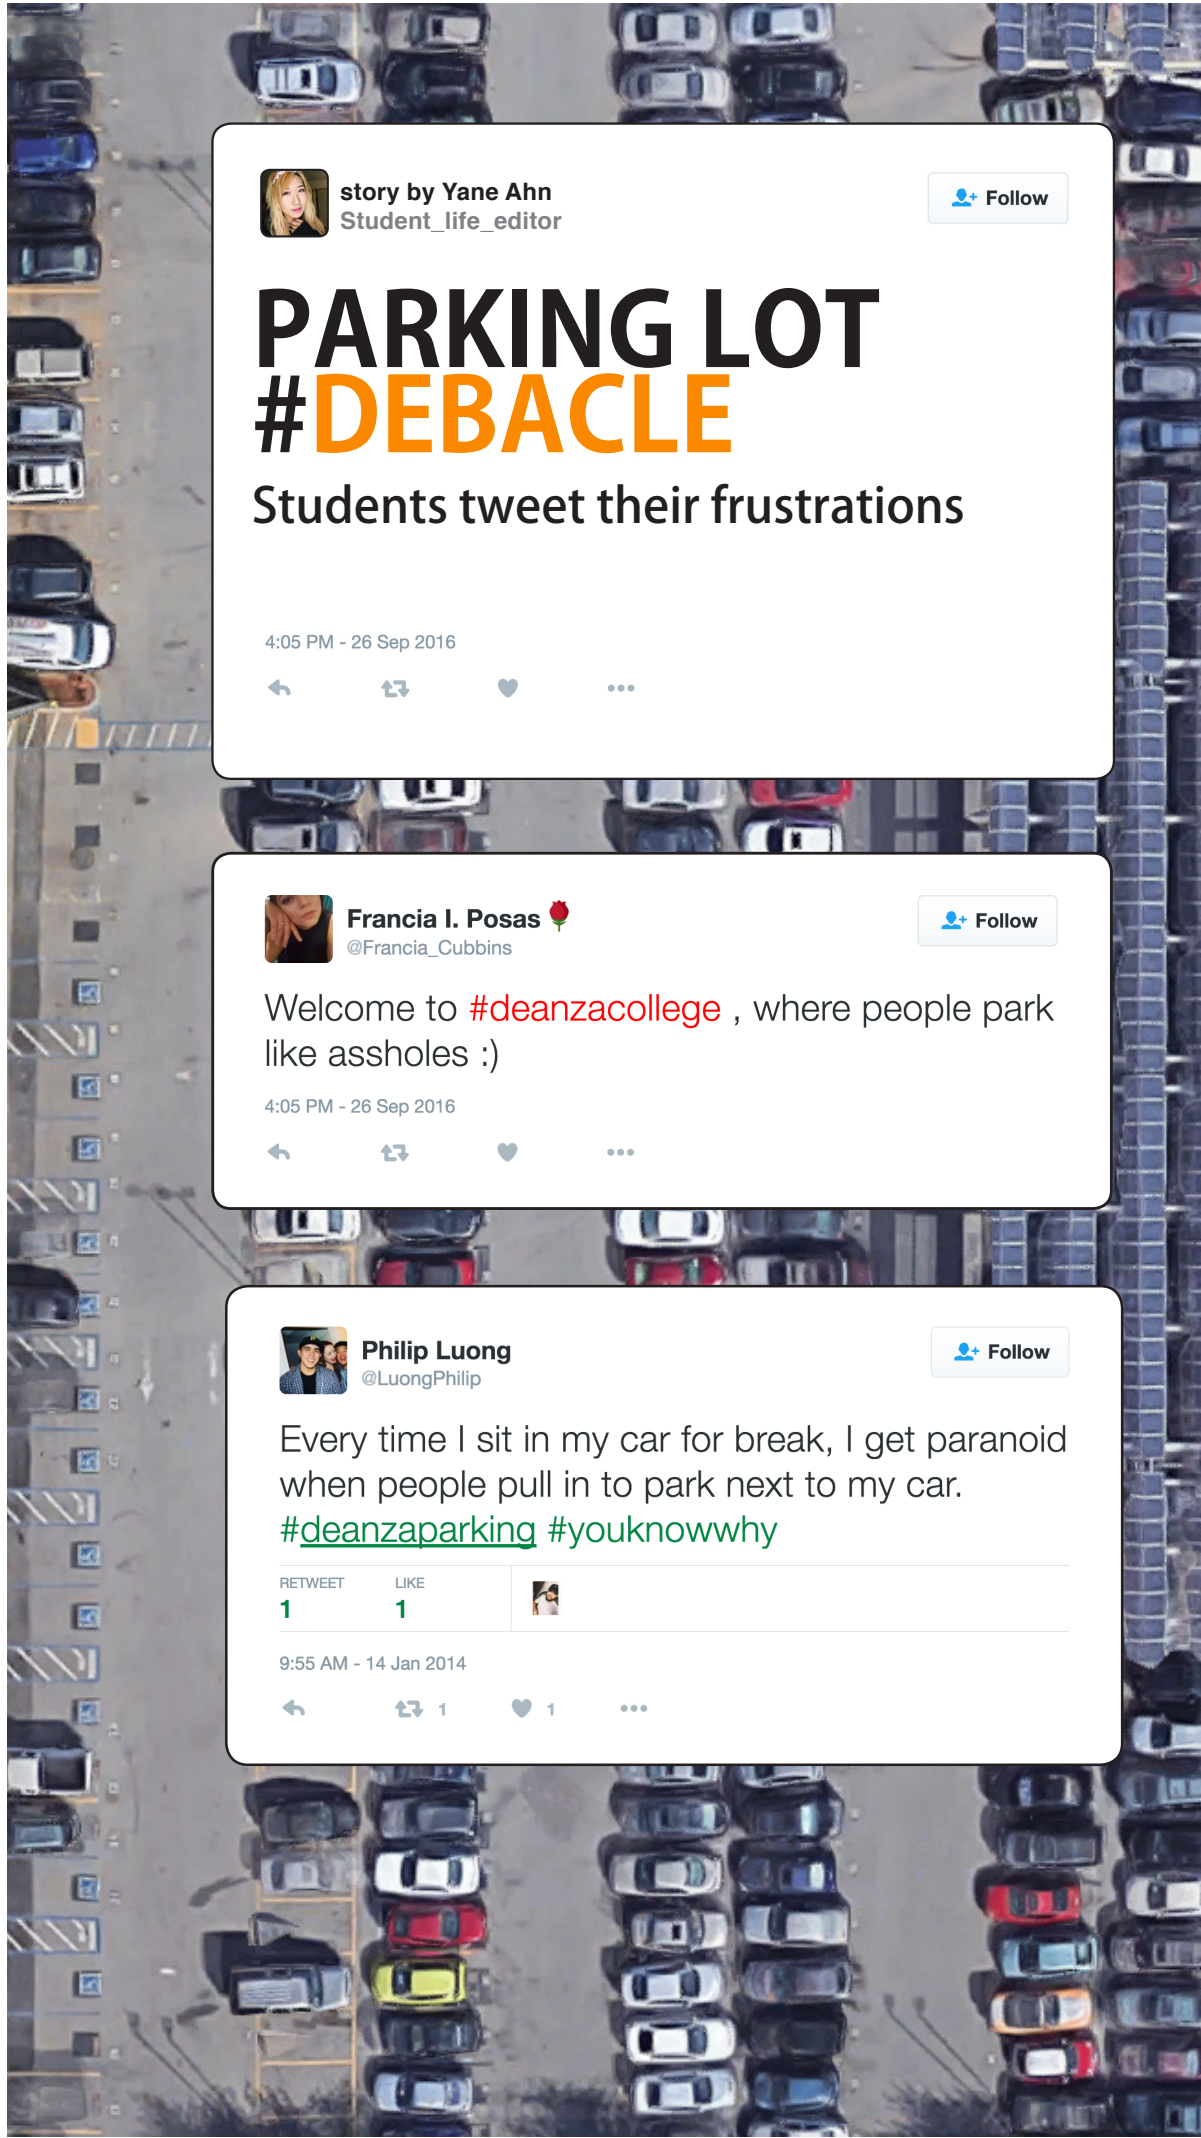 story by Yane Ahn
Student_life_editor
Follow
PARKING LOT
#DEBACLE
Students tweet their frustrations
4:05 PM - 26 Sep 2016
Francia I. Posas
@Francia_Cubbins
Follow
Welcome to #deanzacollege , where people park
like assholes :)
4:05 PM - 26 Sep 2016
Philip Luong
@LuongPhilip
Follow
Every time I sit in my car for break, I get paranoid
when people pull in to park next to my car.
#deanzaparking #youknowwhy
RETWEET LIKE
1 1
9:55 AM - 14 Jan 2014
1 1